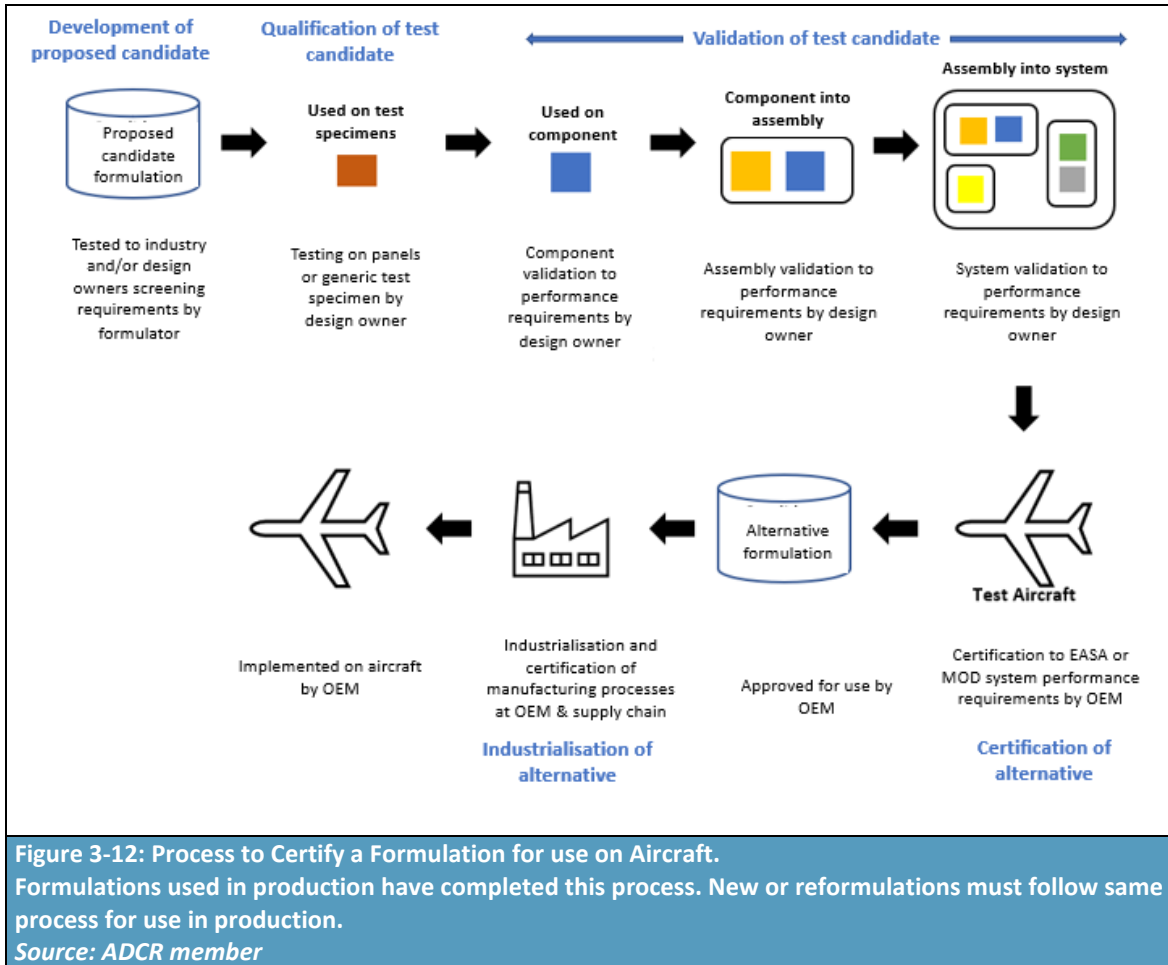 Development of
proposed candidate
Qualification of test
candidate
Validation of test candidate
Proposed
candidate
formulation
Used on test
specimens
Used on
component
Component into
assembly
Assembly into system
Tested to industry
and/or design
owners screening
requirements by
formulator
Testing on panels
or generic test
specimen by
design owner
Component
validation to
performance
requirements by
design owner
Assembly validation to
performance
requirements by design
owner
System validation to
performance
requirements by design
owner
Alternative
formulation
Test Aircraft
Implemented on aircraft
by OEM
Industrialisation and
certification of
manufacturing processes
at OEM & supply chain
Approved for use by
OEM
Certification to EASA or
MOD system performance
requirements by OEM
Industrialisation of
alternative
Certification of
alternative
Figure 3-12: Process to Certify a Formulation for use on Aircraft.
Formulations used in production have completed this process. New or reformulations must follow same
process for use in production.
Source: ADCR member